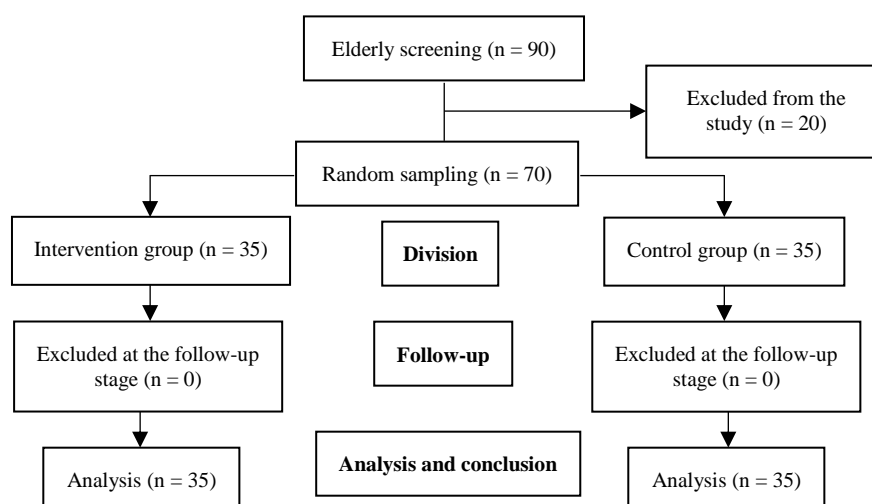 Elderly screening (n = 90)
Excluded from the
study (n = 20)
Random sampling (n = 70)
Intervention group (n = 35)
Division
Control group (n = 35)
Excluded at the follow-up
stage (n = 0)
Follow-up
Excluded at the follow-up
stage (n = 0)
Analysis (n = 35)
Analysis and conclusion
Analysis (n = 35)